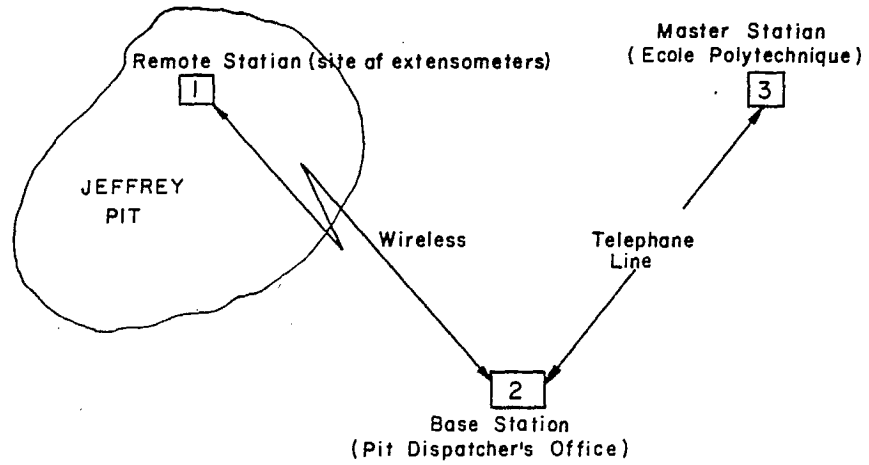 Remote Station (site of extensometers)
1
JEFFREY
PIT
Wireless
Master Station
(Ecole Polytechnique)
3
Telephane
Line
2
Base Station
(Pit Dispatcher's Office)